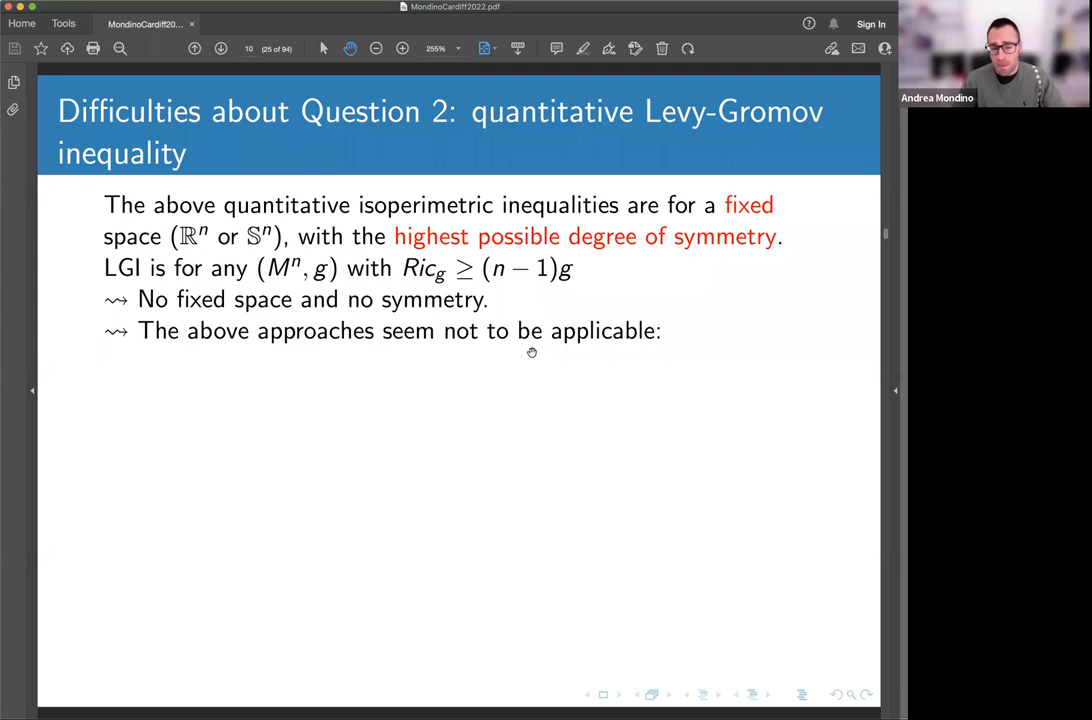 MondinoCardiff2022.pdf
Home
Tools
MondinoCardiff20...
×
Sign In
10
(25 of 94)
255%
Andrea Mondino
Difficulties about Question 2: quantitative Levy-Gromov
inequality
The above quantitative isoperimetric inequalities are for a fixed
space (ℝⁿ or 𝕊ⁿ), with the highest possible degree of symmetry.
LGI is for any (Mⁿ, g) with Ric_g ≥ (n − 1)g
⇝ No fixed space and no symmetry.
⇝ The above approaches seem not to be applicable: